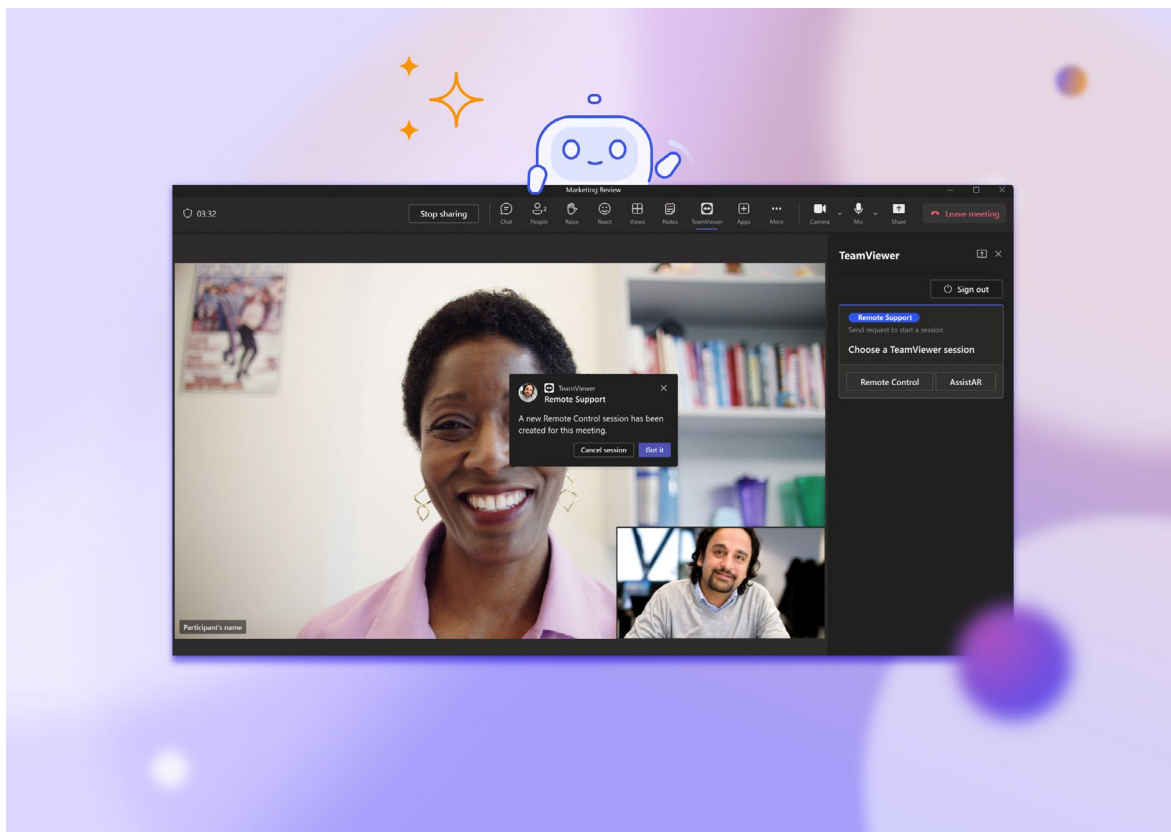 Marketing Review
03:32
Stop sharing
Chat
People
2
Raise
React
Views
Notes
TeamViewer
Apps
More
Camera
Mic
Share
Leave meeting
TeamViewer
Sign out
Remote Support
Send request to start a session
Choose a TeamViewer session
Remote Control
AssistAR
TeamViewer
Remote Support
A new Remote Control session has been
created for this meeting.
Cancel session
Got it
Participant's name